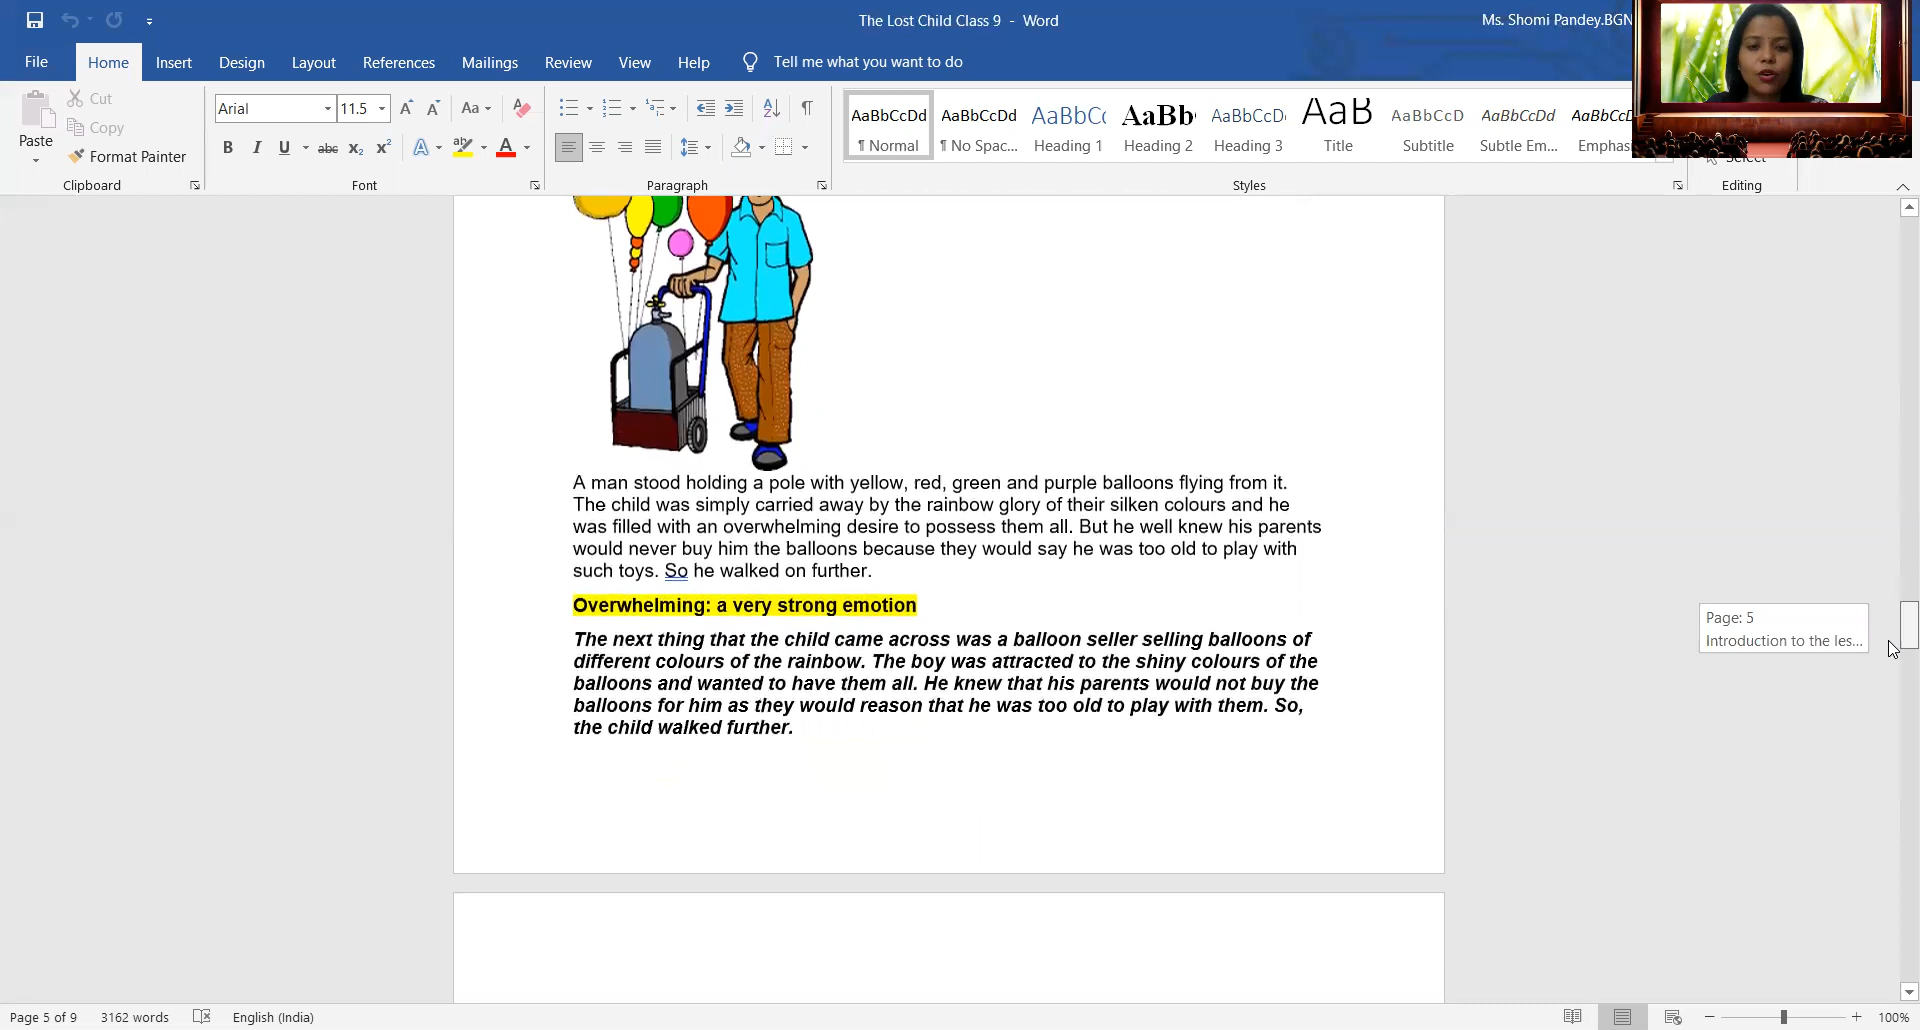 The Lost Child Class 9 - Word
Ms. Shomi Pandey.BGN
File Home Insert Design Layout References Mailings Review View Help Tell me what you want to do
Paste
Cut
Copy
Format Painter
Clipboard
Arial 11.5
Font
Paragraph
AaBbCcDd AaBbCcDd AaBbCc AaBb AaBbCcD AaB AaBbCcD AaBbCcDd AaBbCcD
¶ Normal ¶ No Spac... Heading 1 Heading 2 Heading 3 Title Subtitle Subtle Em... Emphas
Styles
Select
Editing
A man stood holding a pole with yellow, red, green and purple balloons flying from it.
The child was simply carried away by the rainbow glory of their silken colours and he
was filled with an overwhelming desire to possess them all. But he well knew his parents
would never buy him the balloons because they would say he was too old to play with
such toys. So he walked on further.
Overwhelming: a very strong emotion
The next thing that the child came across was a balloon seller selling balloons of
different colours of the rainbow. The boy was attracted to the shiny colours of the
balloons and wanted to have them all. He knew that his parents would not buy the
balloons for him as they would reason that he was too old to play with them. So,
the child walked further.
Page: 5
Introduction to the les...
Page 5 of 9 3162 words English (India) 100%